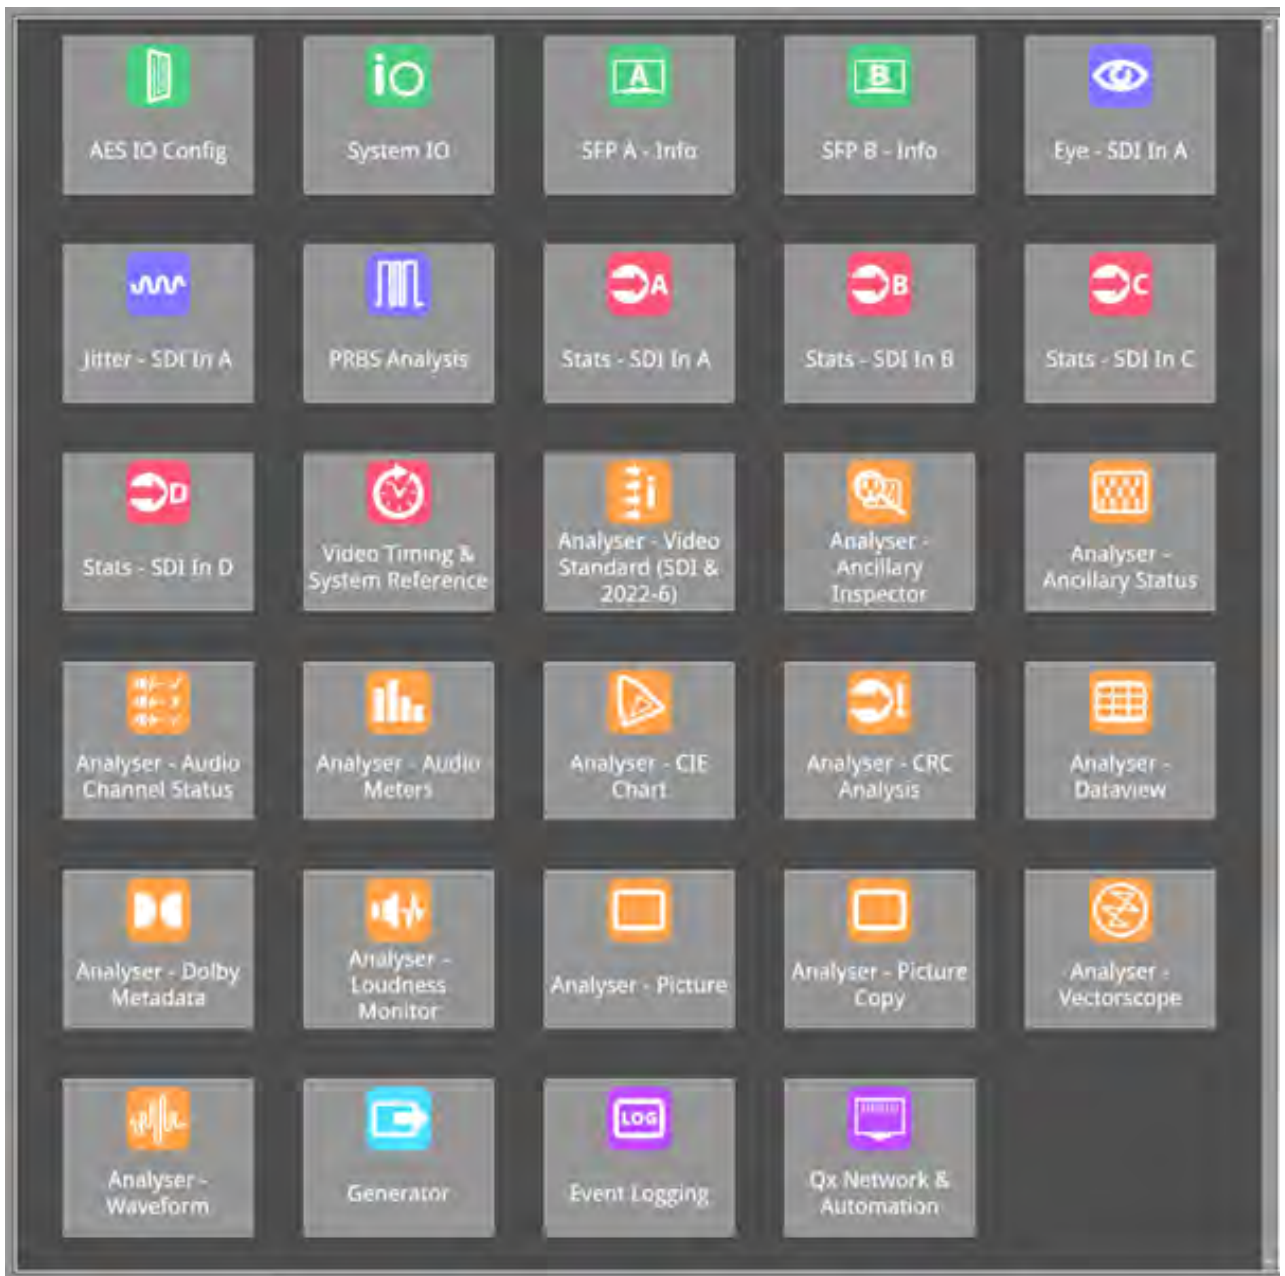 iO
A
B
AES IO Config
System IO
SFP A - Info
SFP B - Info
Eye - SDI In A
A
B
C
Jitter - SDI In A
PRBS Analysis
Stats - SDI In A
Stats - SDI In B
Stats - SDI In C
D
i
Stats - SDI In D
Video Timing &
System Reference
Analyser - Video
Standard (SDI &
2022-6)
Analyser -
Ancillary
Inspector
Analyser -
Ancillary Status
!
Analyser - Audio
Channel Status
Analyser - Audio
Meters
Analyser - CIE
Chart
Analyser - CRC
Analysis
Analyser -
Dataview
Analyser - Dolby
Metadata
Analyser -
Loudness
Monitor
Analyser - Picture
Analyser - Picture
Copy
Analyser -
Vectorscope
LOG
Analyser -
Waveform
Generator
Event Logging
Qx Network &
Automation